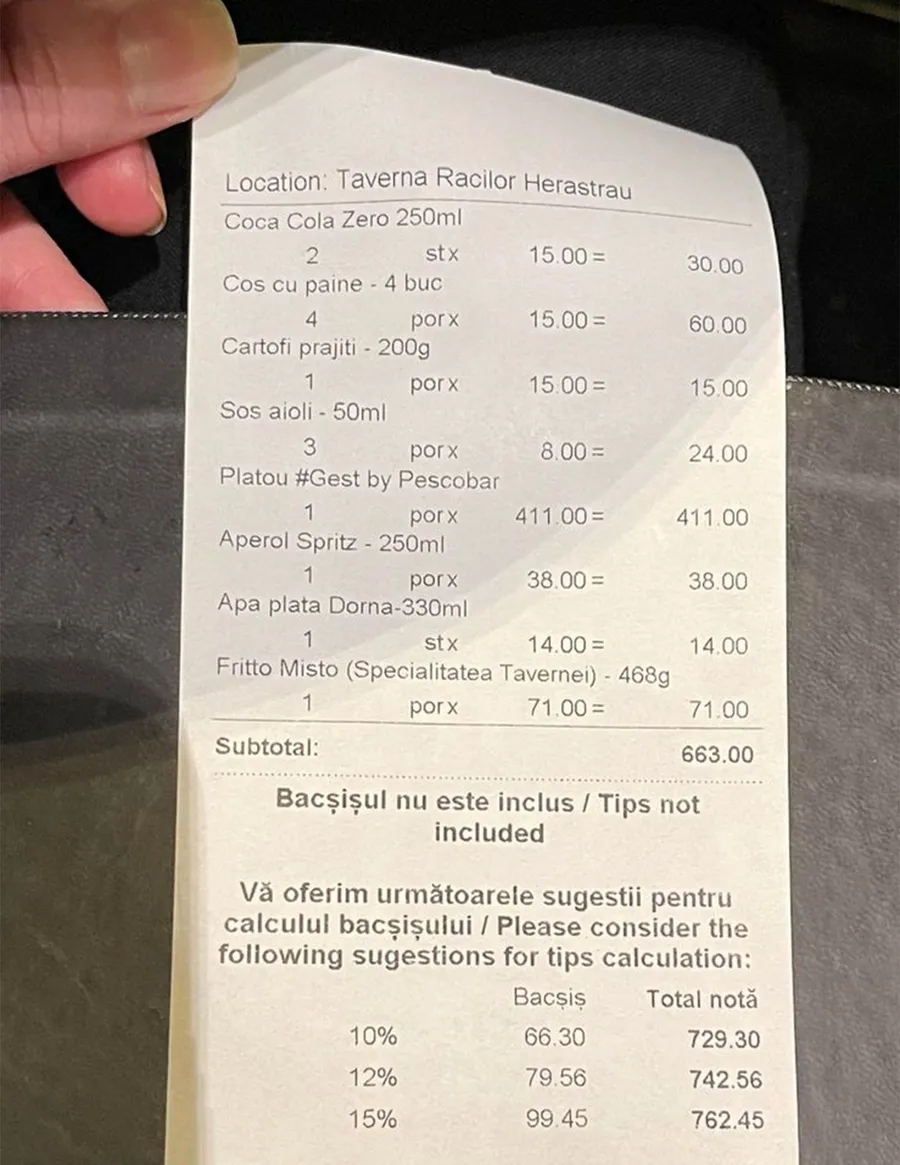 Location: Taverna Racilor Herastrau
Coca Cola Zero 250ml
2 st x 15.00 = 30.00
Cos cu paine - 4 buc
4 por x 15.00 = 60.00
Cartofi prajiti - 200g
1 por x 15.00 = 15.00
Sos aioli - 50ml
3 por x 8.00 = 24.00
Platou #Gest by Pescobar
1 por x 411.00 = 411.00
Aperol Spritz - 250ml
1 por x 38.00 = 38.00
Apa plata Dorna-330ml
1 st x 14.00 = 14.00
Fritto Misto (Specialitatea Tavernei) - 468g
1 por x 71.00 = 71.00
Subtotal: 663.00
Bacșișul nu este inclus / Tips not
included
Vă oferim următoarele sugestii pentru
calculul bacșișului / Please consider the
following sugestions for tips calculation:
Bacșiș Total notă
10% 66.30 729.30
12% 79.56 742.56
15% 99.45 762.45